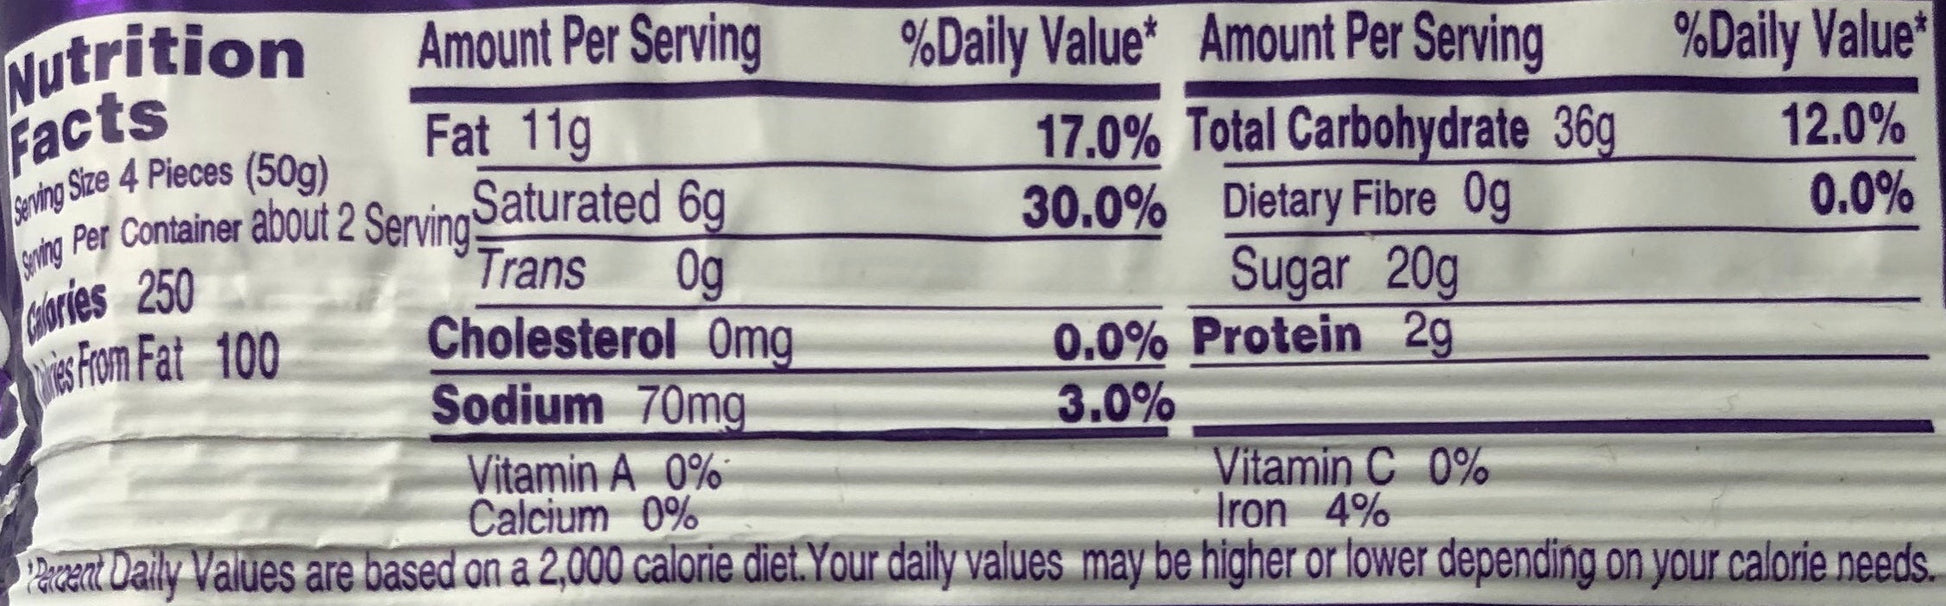 Nutrition
Facts
Serving Size 4 Pieces (50g)
Serving Per Container about 2 Serving
Calories 250
Calories From Fat 100
Amount Per Serving %Daily Value*
Fat 11g 17.0%
Saturated 6g 30.0%
Trans 0g
Cholesterol 0mg 0.0%
Sodium 70mg 3.0%
Vitamin A 0%
Calcium 0%
Amount Per Serving %Daily Value*
Total Carbohydrate 36g 12.0%
Dietary Fibre 0g 0.0%
Sugar 20g
Protein 2g
Vitamin C 0%
Iron 4%
*Percent Daily Values are based on a 2,000 calorie diet. Your daily values may be higher or lower depending on your calorie needs.